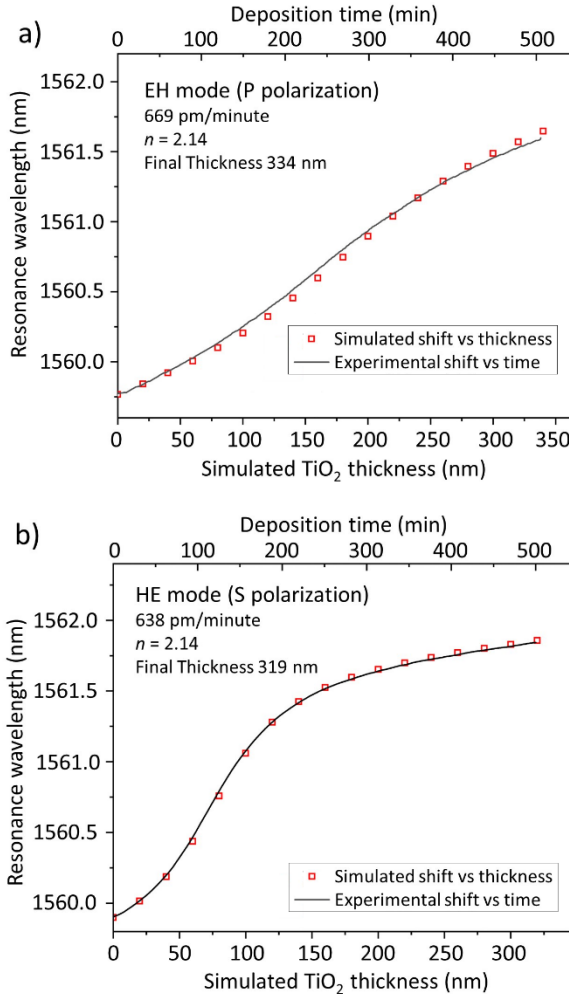 a)
Deposition time (min)
0 100 200 300 400 500
EH mode (P polarization)
669 pm/minute
n = 2.14
Final Thickness 334 nm
Resonance wavelength (nm)
1562.0
1561.5
1561.0
1560.5
1560.0
Simulated shift vs thickness
Experimental shift vs time
0 50 100 150 200 250 300 350
Simulated TiO₂ thickness (nm)
b)
Deposition time (min)
0 100 200 300 400 500
HE mode (S polarization)
638 pm/minute
n = 2.14
Final Thickness 319 nm
Resonance wavelength (nm)
1562.0
1561.5
1561.0
1560.5
1560.0
Simulated shift vs thickness
Experimental shift vs time
0 50 100 150 200 250 300
Simulated TiO₂ thickness (nm)